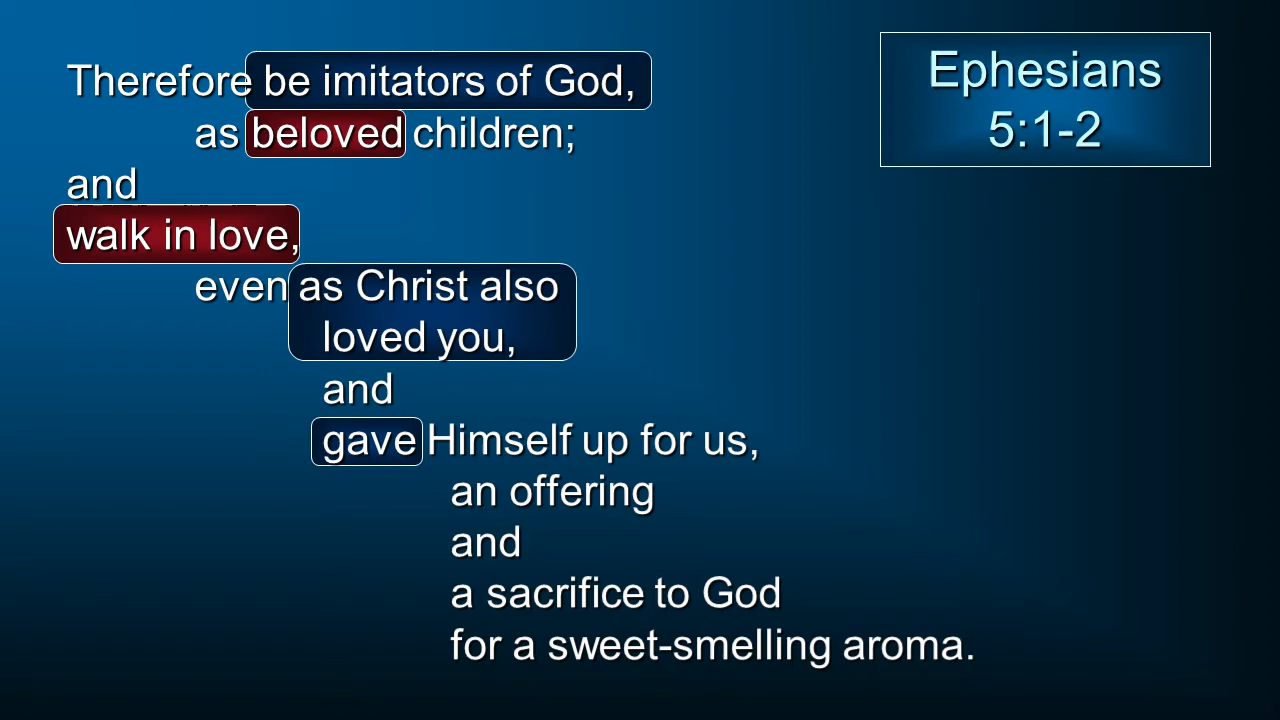 Therefore be imitators of God,
as beloved children;
and
walk in love,
even as Christ also
loved you,
and
gave Himself up for us,
an offering
and
a sacrifice to God
for a sweet-smelling aroma.
Ephesians
5:1-2